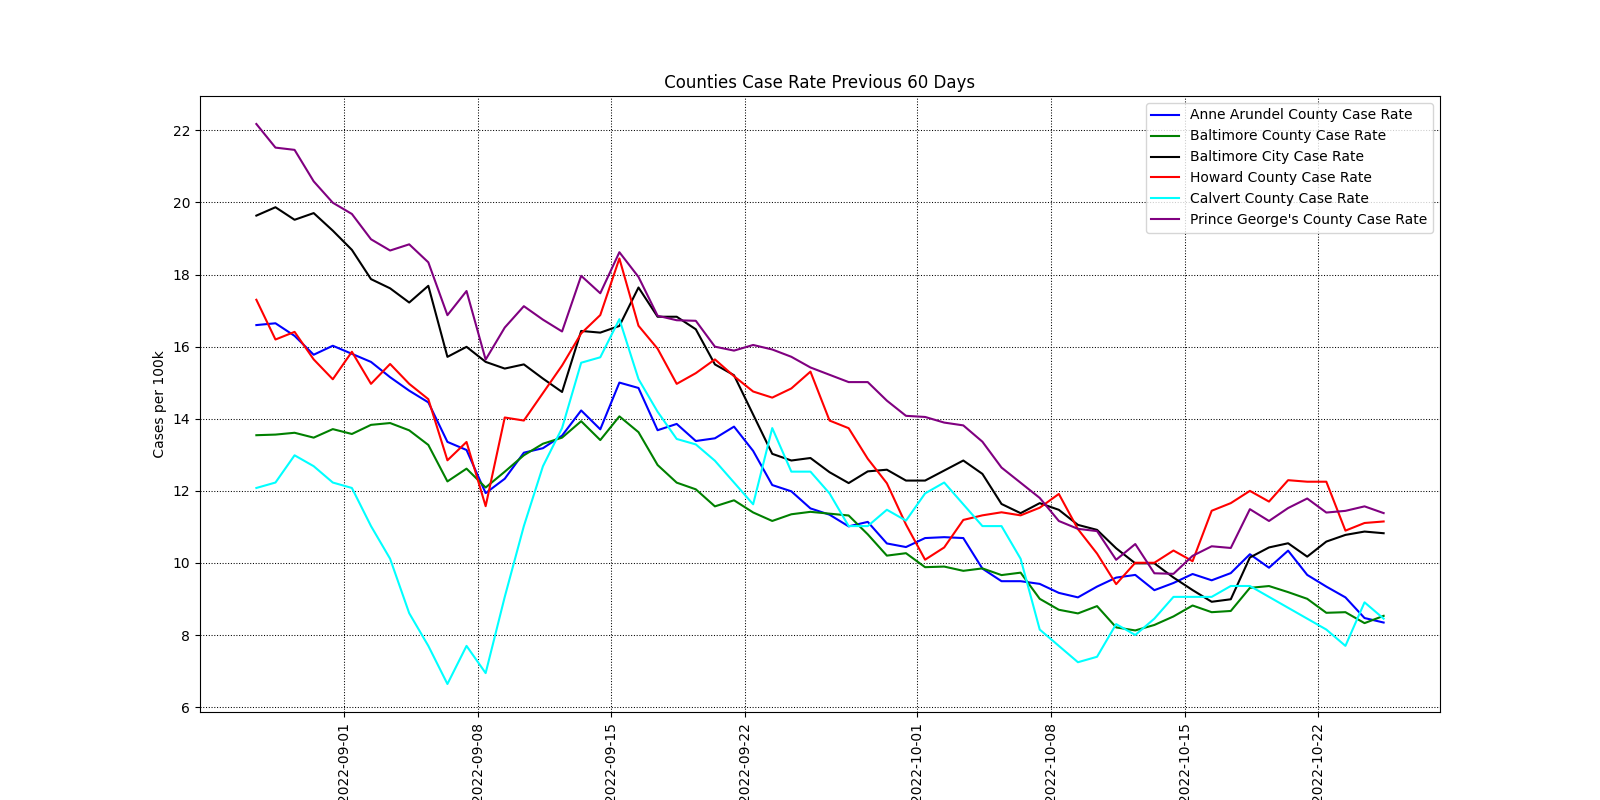 Counties Case Rate Previous 60 Days
Anne Arundel County Case Rate
Baltimore County Case Rate
Baltimore City Case Rate
Howard County Case Rate
Calvert County Case Rate
Prince George's County Case Rate
Cases per 100k
22
20
18
16
14
12
10
8
6
2022-09-01
2022-09-08
2022-09-15
2022-09-22
2022-10-01
2022-10-08
2022-10-15
2022-10-22